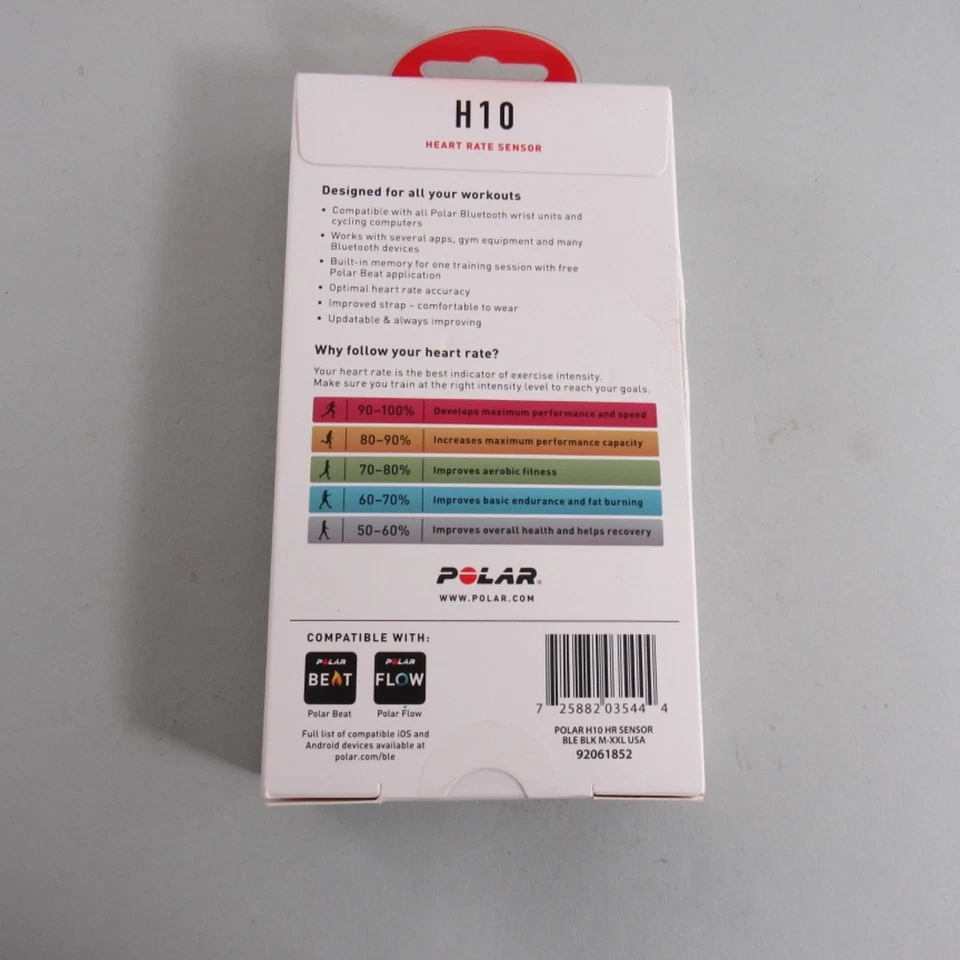 H10
HEART RATE SENSOR
Designed for all your workouts
• Compatible with all Polar Bluetooth wrist units and
cycling computers
• Works with several apps, gym equipment and many
Bluetooth devices
• Built-in memory for one training session with free
Polar Beat application
• Optimal heart rate accuracy
• Improved strap – comfortable to wear
• Updatable & always improving
Why follow your heart rate?
Your heart rate is the best indicator of exercise intensity.
Make sure you train at the right intensity level to reach your goals.
90–100% Develops maximum performance and speed
80–90% Increases maximum performance capacity
70–80% Improves aerobic fitness
60–70% Improves basic endurance and fat burning
50–60% Improves overall health and helps recovery
POLAR®
WWW.POLAR.COM
COMPATIBLE WITH:
POLAR BEAT
POLAR FLOW
Polar Beat
Polar Flow
Full list of compatible iOS and
Android devices available at
polar.com/ble
7 25882 03544 4
POLAR H10 HR SENSOR
BLE BLK M-XXL USA
92061852